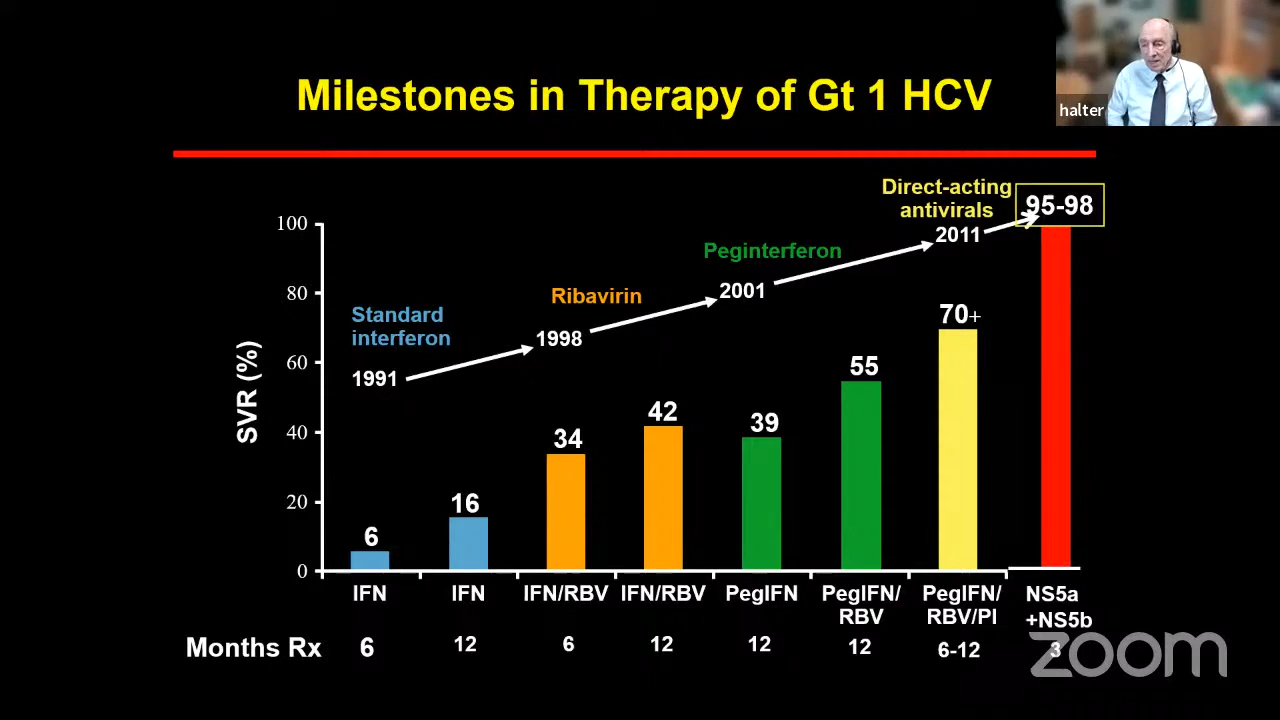 halter
Milestones in Therapy of Gt 1 HCV
Direct-acting
antivirals
95-98
2011
Peginterferon
2001
Ribavirin
1998
Standard
interferon
1991
SVR (%)
100
80
60
40
20
0
6
16
34
42
39
55
70+
IFN IFN IFN/RBV IFN/RBV PegIFN PegIFN/ PegIFN/ NS5a
RBV RBV/PI +NS5b
Months Rx 6 12 6 12 12 12 6-12 3
zoom